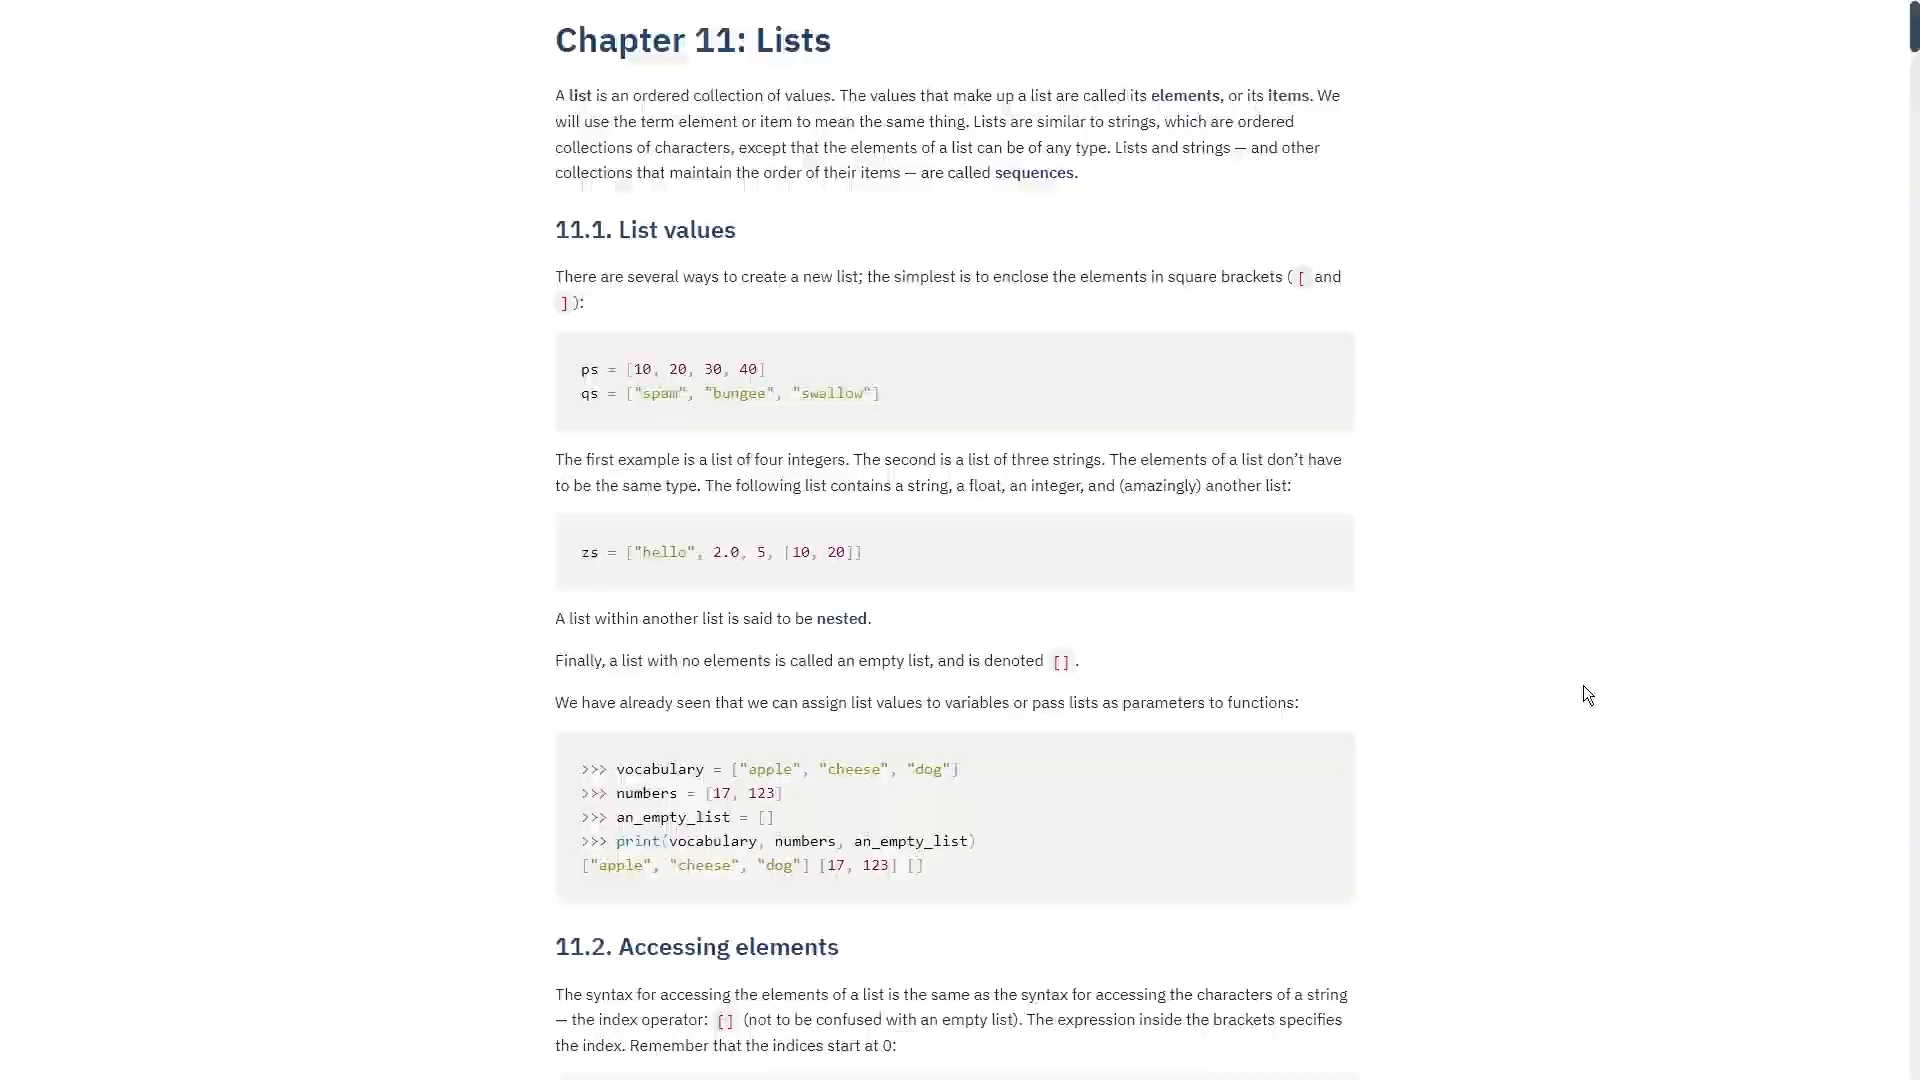 Chapter 11: Lists
A list is an ordered collection of values. The values that make up a list are called its elements, or its items. We
will use the term element or item to mean the same thing. Lists are similar to strings, which are ordered
collections of characters, except that the elements of a list can be of any type. Lists and strings — and other
collections that maintain the order of their items — are called sequences.
11.1. List values
There are several ways to create a new list; the simplest is to enclose the elements in square brackets ( [ and
] ):
ps = [10, 20, 30, 40]
qs = ["spam", "bungee", "swallow"]
The first example is a list of four integers. The second is a list of three strings. The elements of a list don’t have
to be the same type. The following list contains a string, a float, an integer, and (amazingly) another list:
zs = ["hello", 2.0, 5, [10, 20]]
A list within another list is said to be nested.
Finally, a list with no elements is called an empty list, and is denoted [] .
We have already seen that we can assign list values to variables or pass lists as parameters to functions:
>>> vocabulary = ["apple", "cheese", "dog"]
>>> numbers = [17, 123]
>>> an_empty_list = []
>>> print(vocabulary, numbers, an_empty_list)
["apple", "cheese", "dog"] [17, 123] []
11.2. Accessing elements
The syntax for accessing the elements of a list is the same as the syntax for accessing the characters of a string
— the index operator: [] (not to be confused with an empty list). The expression inside the brackets specifies
the index. Remember that the indices start at 0: